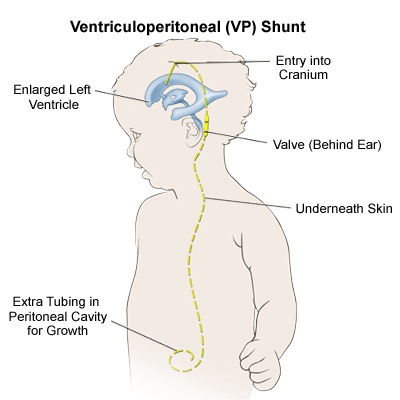 Ventriculoperitoneal (VP) Shunt
Entry into
Cranium
Enlarged Left
Ventricle
Valve (Behind Ear)
Underneath Skin
Extra Tubing in
Peritoneal Cavity
for Growth